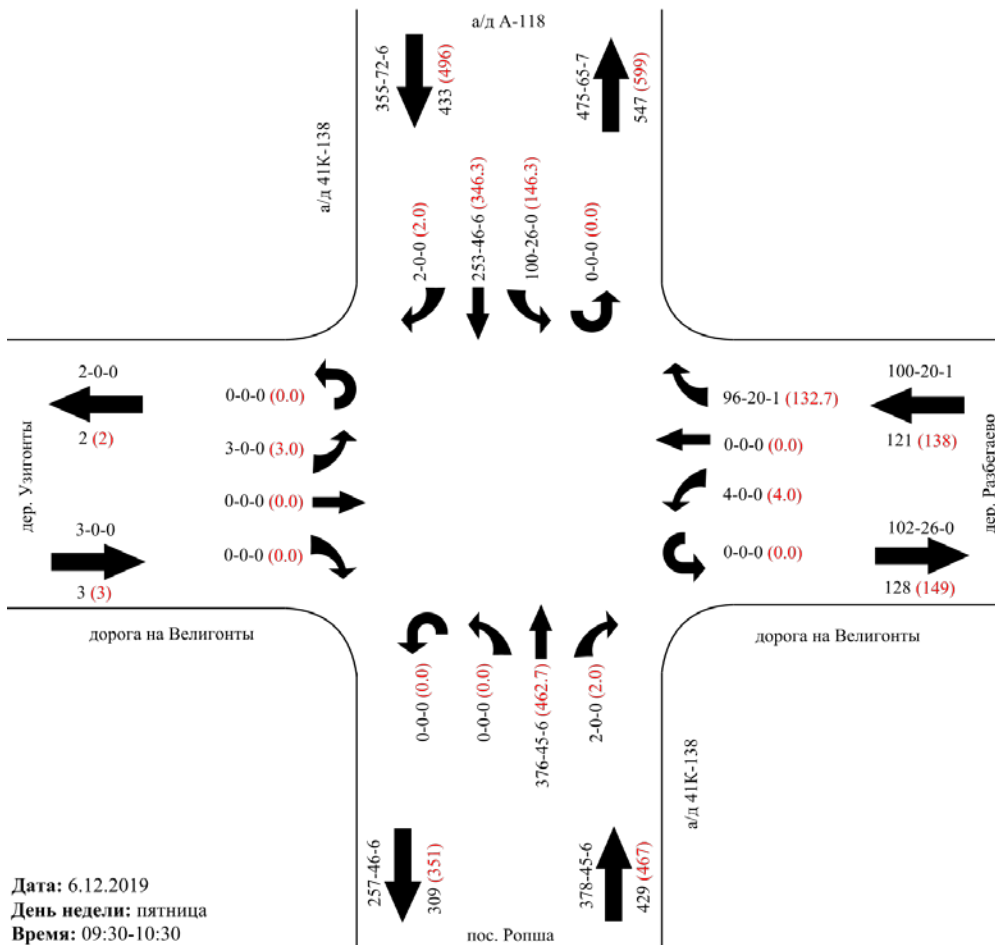 а/д А-118
355-72-6
433 (496)
475-65-7
547 (599)
а/д 41К-138
2-0-0 (2.0)
253-46-6 (346.3)
100-26-0 (146.3)
0-0-0 (0.0)
2-0-0
2 (2)
0-0-0 (0.0)
3-0-0 (3.0)
0-0-0 (0.0)
0-0-0 (0.0)
дер. Узигонты
3-0-0
3 (3)
дорога на Велигонты
96-20-1 (132.7)
0-0-0 (0.0)
4-0-0 (4.0)
0-0-0 (0.0)
100-20-1
121 (138)
дер. Разбегаево
102-26-0
128 (149)
дорога на Велигонты
0-0-0 (0.0)
0-0-0 (0.0)
376-45-6 (462.7)
2-0-0 (2.0)
а/д 41К-138
257-46-6
309 (351)
378-45-6
429 (467)
Дата: 6.12.2019
День недели: пятница
Время: 09:30-10:30
пос. Ропша